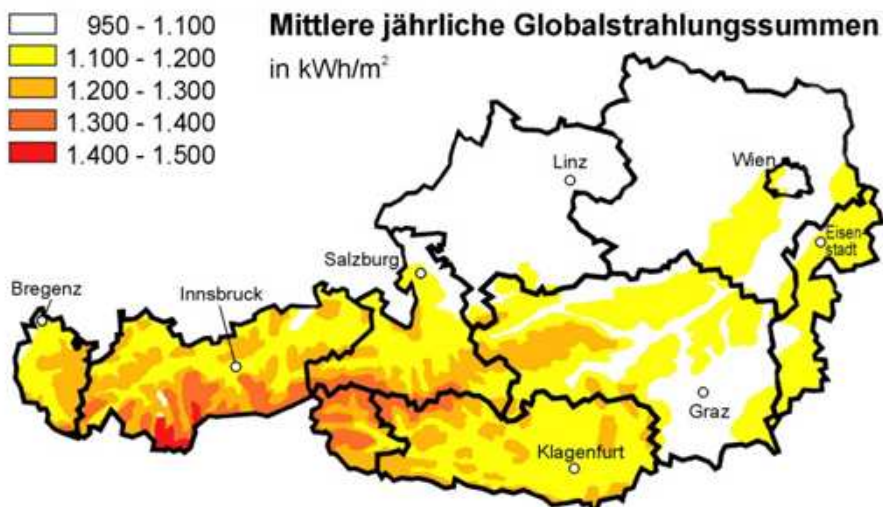 950 - 1.100
1.100 - 1.200
1.200 - 1.300
1.300 - 1.400
1.400 - 1.500
Mittlere jährliche Globalstrahlungssummen
in kWh/m²
Linz
Wien
Eisen-
stadt
Salzburg
Bregenz
Innsbruck
Graz
Klagenfurt